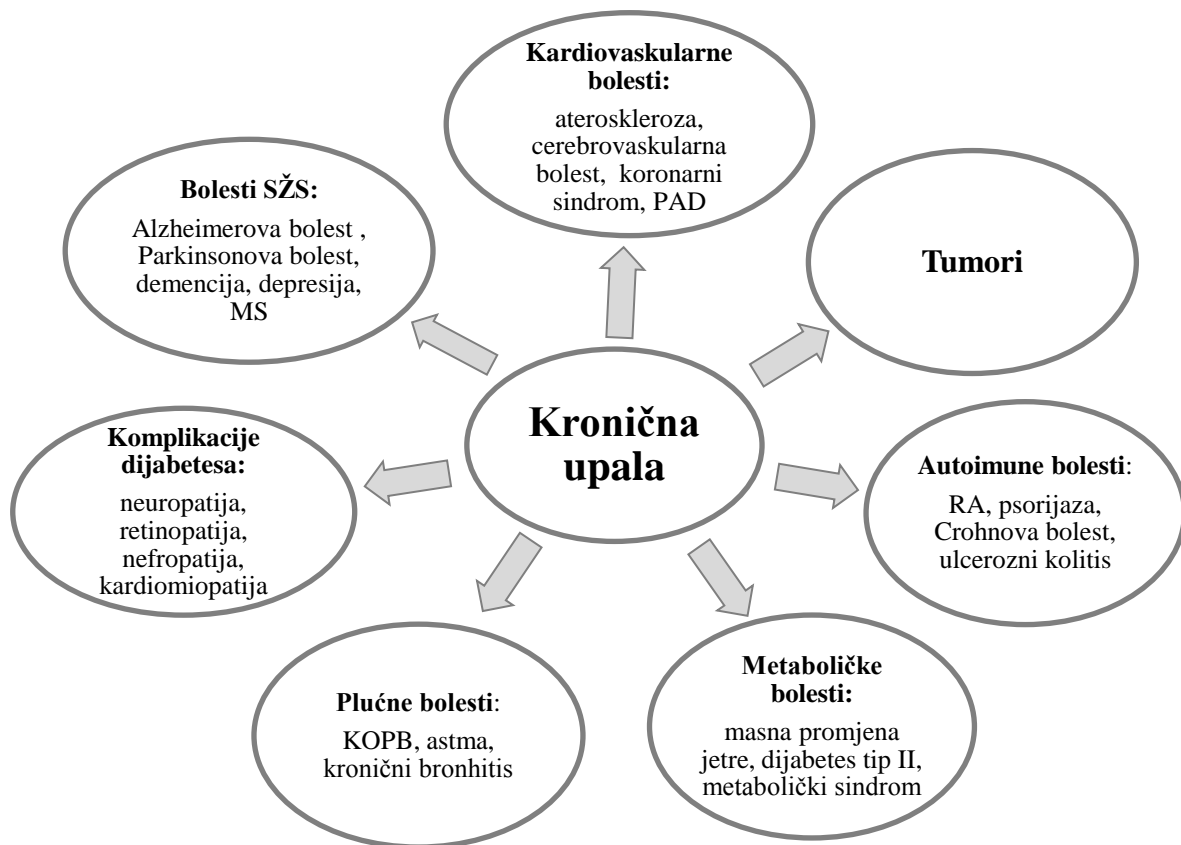 Kardiovaskularne
bolesti:
ateroskleroza,
cerebrovaskularna
bolest, koronarni
sindrom, PAD
Bolesti SŽS:
Alzheimerova bolest ,
Parkinsonova bolest,
demencija, depresija,
MS
Tumori
Kronična
upala
Komplikacije
dijabetesa:
neuropatija,
retinopatija,
nefropatija,
kardiomiopatija
Autoimune bolesti:
RA, psorijaza,
Crohnova bolest,
ulcerozni kolitis
Plućne bolesti:
KOPB, astma,
kronični bronhitis
Metaboličke
bolesti:
masna promjena
jetre, dijabetes tip II,
metabolički sindrom